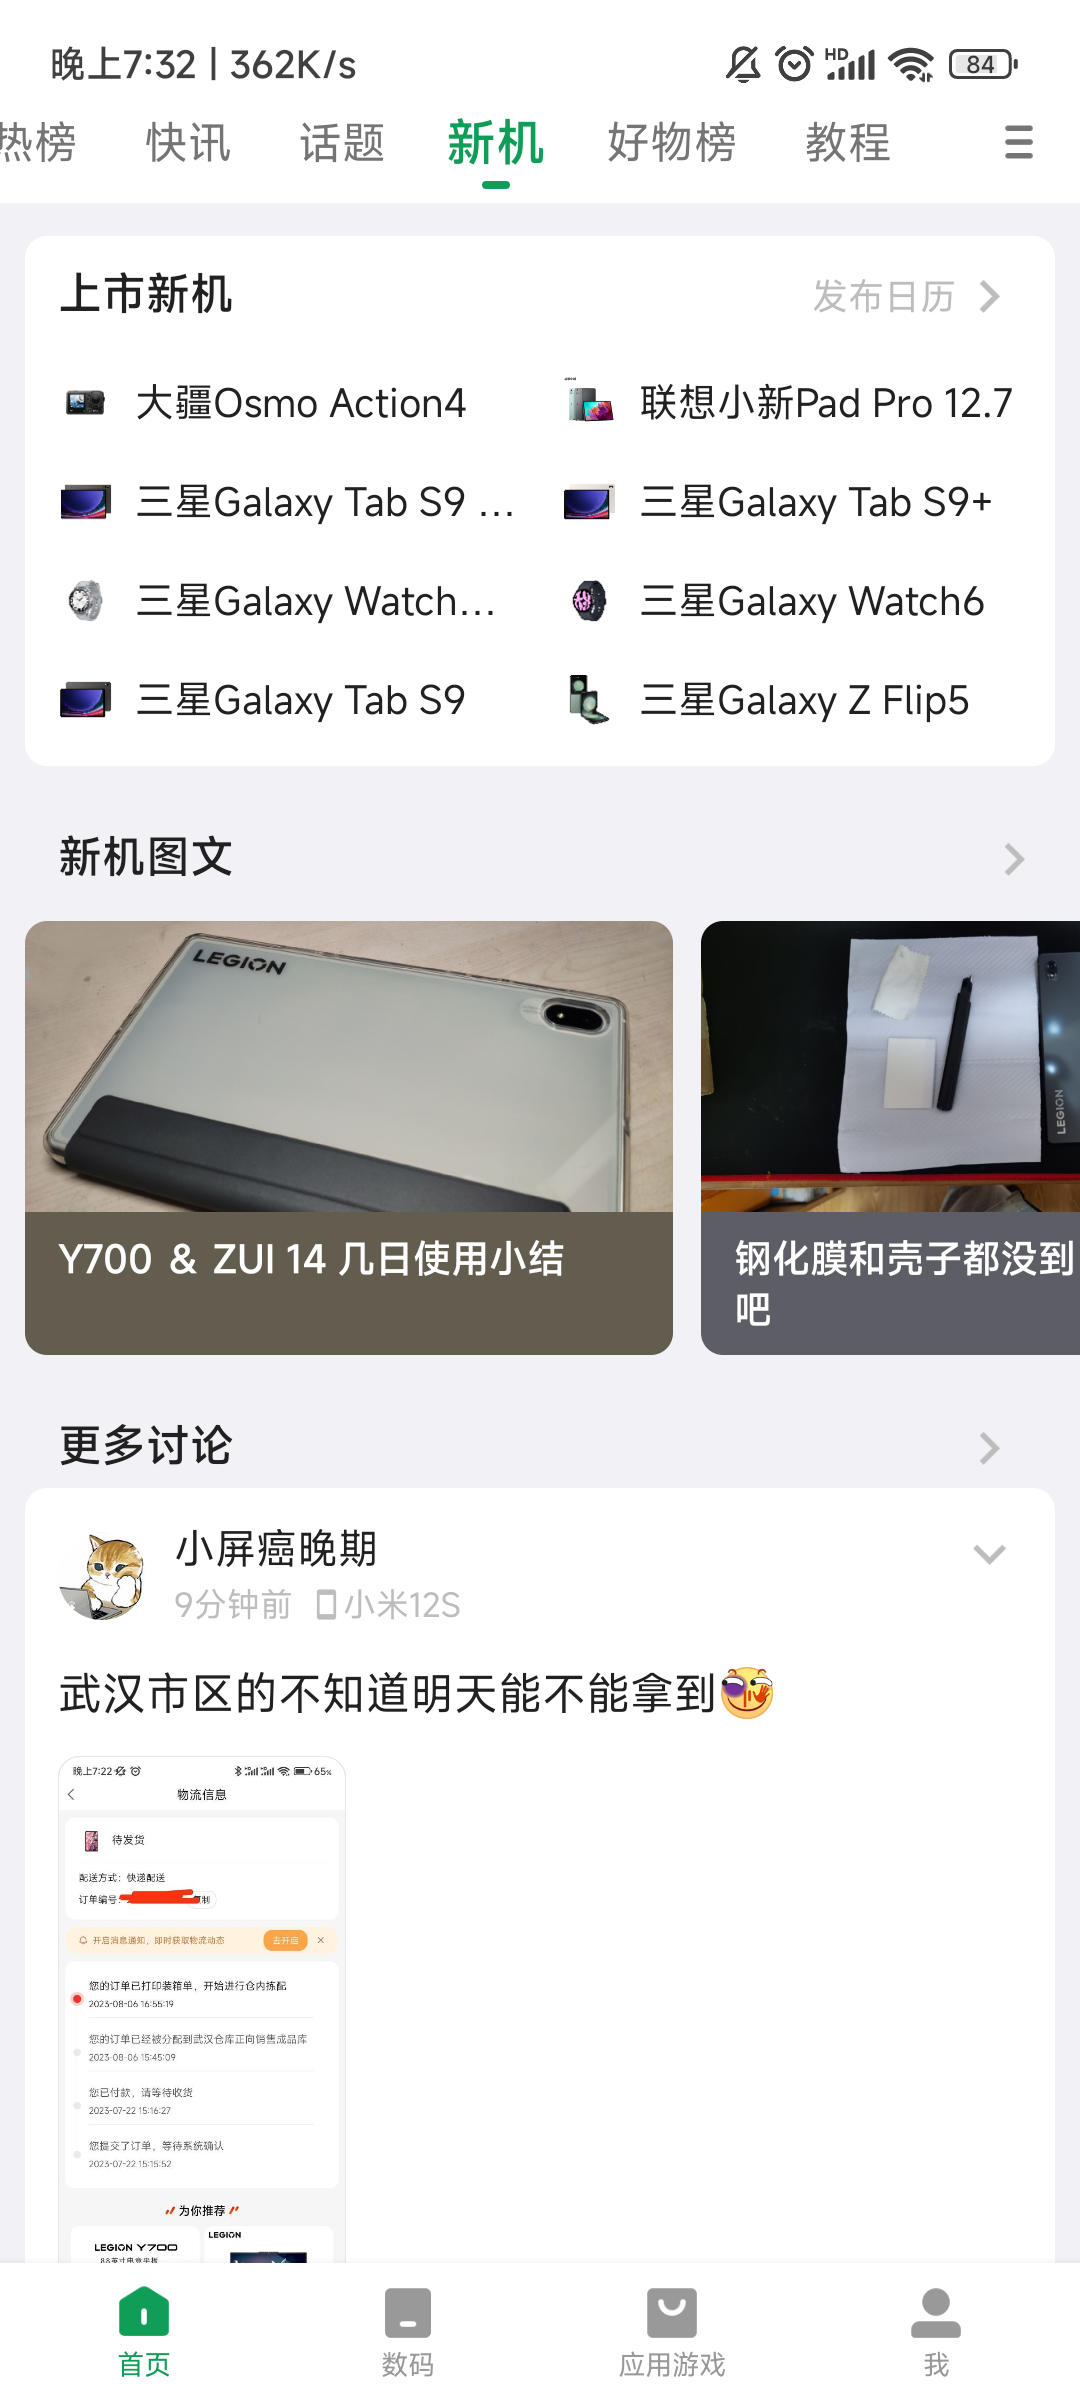 晚上7:32 | 362K/s
HD
84
热榜 快讯 话题 新机 好物榜 教程
上市新机 发布日历
大疆Osmo Action4 联想小新Pad Pro 12.7
三星Galaxy Tab S9 ... 三星Galaxy Tab S9+
三星Galaxy Watch... 三星Galaxy Watch6
三星Galaxy Tab S9 三星Galaxy Z Flip5
新机图文
LEGION
LEGION
Y700 & ZUI 14 几日使用小结
钢化膜和壳子都没到
吧
更多讨论
小屏癌晚期
9分钟前 小米12S
武汉市区的不知道明天能不能拿到
晚上7:22 65%
物流信息
待发货
配送方式：快递配送
订单编号：
开启消息通知，即时获取物流动态 去开启 ×
您的订单已打印装箱单，开始进行仓内拣配
2023-08-06 16:55:19
您的订单已经被分配到武汉仓库正向销售成品库
2023-08-06 15:45:09
您已付款，请等待收货
2023-07-22 15:16:27
您提交了订单，等待系统确认
2023-07-22 15:15:52
为你推荐
LEGION Y700 LEGION
首页 数码 应用游戏 我